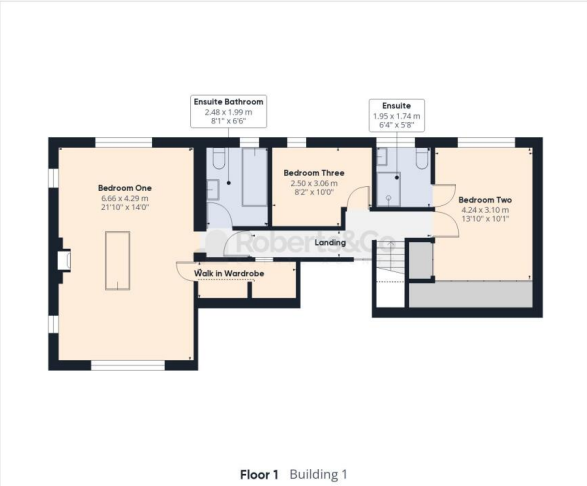 Ensuite Bathroom
2.48 x 1.99 m
8'1" x 6'6"
Ensuite
1.95 x 1.74 m
6'4" x 5'8"
Bedroom One
6.66 x 4.29 m
21'10" x 14'0"
Bedroom Three
2.50 x 3.06 m
8'2" x 10'0"
Bedroom Two
4.24 x 3.10 m
13'10" x 10'1"
Roberts&Co
Landing
Walk in Wardrobe
Floor 1 Building 1